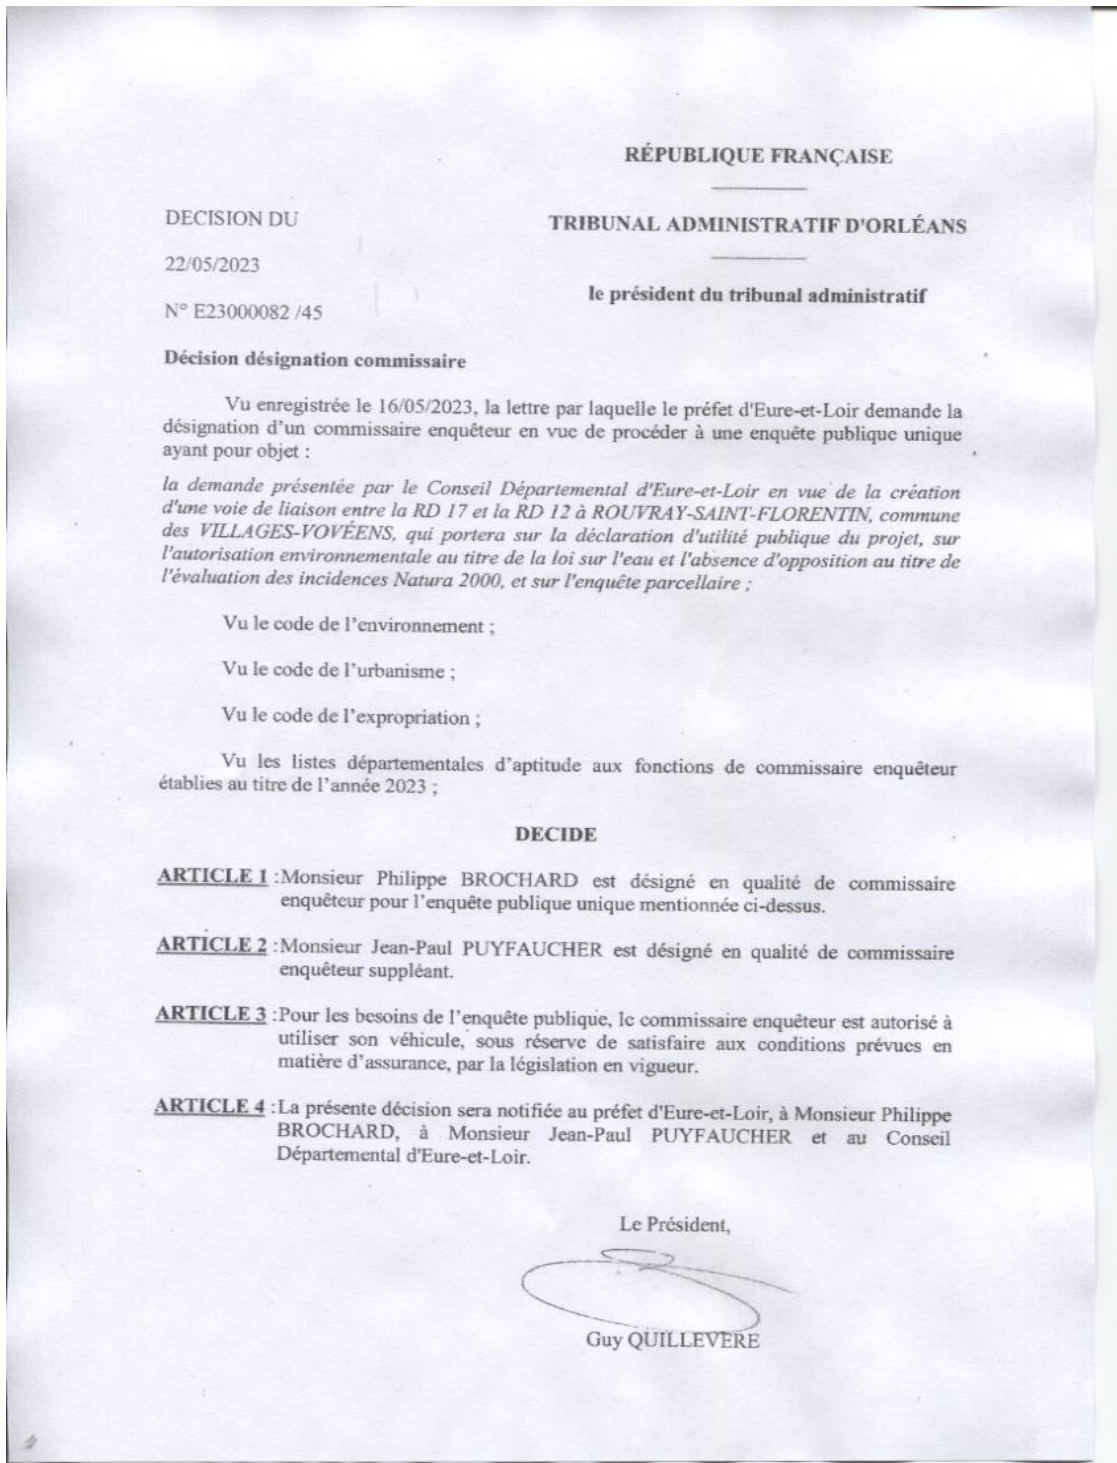 RÉPUBLIQUE FRANÇAISE
DECISION DU
TRIBUNAL ADMINISTRATIF D'ORLÉANS
22/05/2023
le président du tribunal administratif
N° E23000082 /45
Décision désignation commissaire
Vu enregistrée le 16/05/2023, la lettre par laquelle le préfet d'Eure-et-Loir demande la
désignation d'un commissaire enquêteur en vue de procéder à une enquête publique unique
ayant pour objet :
la demande présentée par le Conseil Départemental d'Eure-et-Loir en vue de la création
d'une voie de liaison entre la RD 17 et la RD 12 à ROUVRAY-SAINT-FLORENTIN, commune
des VILLAGES-VOVÉENS, qui portera sur la déclaration d'utilité publique du projet, sur
l'autorisation environnementale au titre de la loi sur l'eau et l'absence d'opposition au titre de
l'évaluation des incidences Natura 2000, et sur l'enquête parcellaire ;
Vu le code de l'environnement ;
Vu le code de l'urbanisme ;
Vu le code de l'expropriation ;
Vu les listes départementales d'aptitude aux fonctions de commissaire enquêteur
établies au titre de l'année 2023 ;
DECIDE
ARTICLE 1 :Monsieur Philippe BROCHARD est désigné en qualité de commissaire
enquêteur pour l'enquête publique unique mentionnée ci-dessus.
ARTICLE 2 :Monsieur Jean-Paul PUYFAUCHER est désigné en qualité de commissaire
enquêteur suppléant.
ARTICLE 3 :Pour les besoins de l'enquête publique, le commissaire enquêteur est autorisé à
utiliser son véhicule, sous réserve de satisfaire aux conditions prévues en
matière d'assurance, par la législation en vigueur.
ARTICLE 4 :La présente décision sera notifiée au préfet d'Eure-et-Loir, à Monsieur Philippe
BROCHARD, à Monsieur Jean-Paul PUYFAUCHER et au Conseil
Départemental d'Eure-et-Loir.
Le Président,
Guy QUILLEVERE